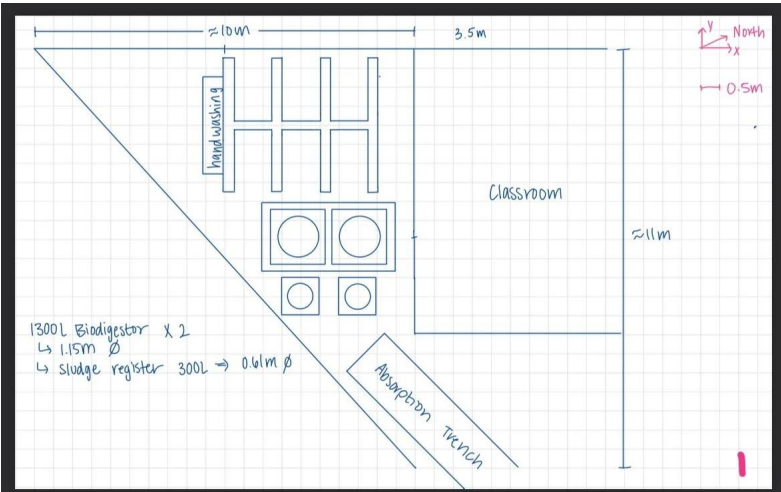 ≈10m
3.5m
Y
North
X
0.5m
handwashing
Classroom
≈11m
1300L Biodigestor X 2
↳ 1.15m Ø
↳ sludge register 300L ⇒ 0.61m Ø
Absorption Trench
1